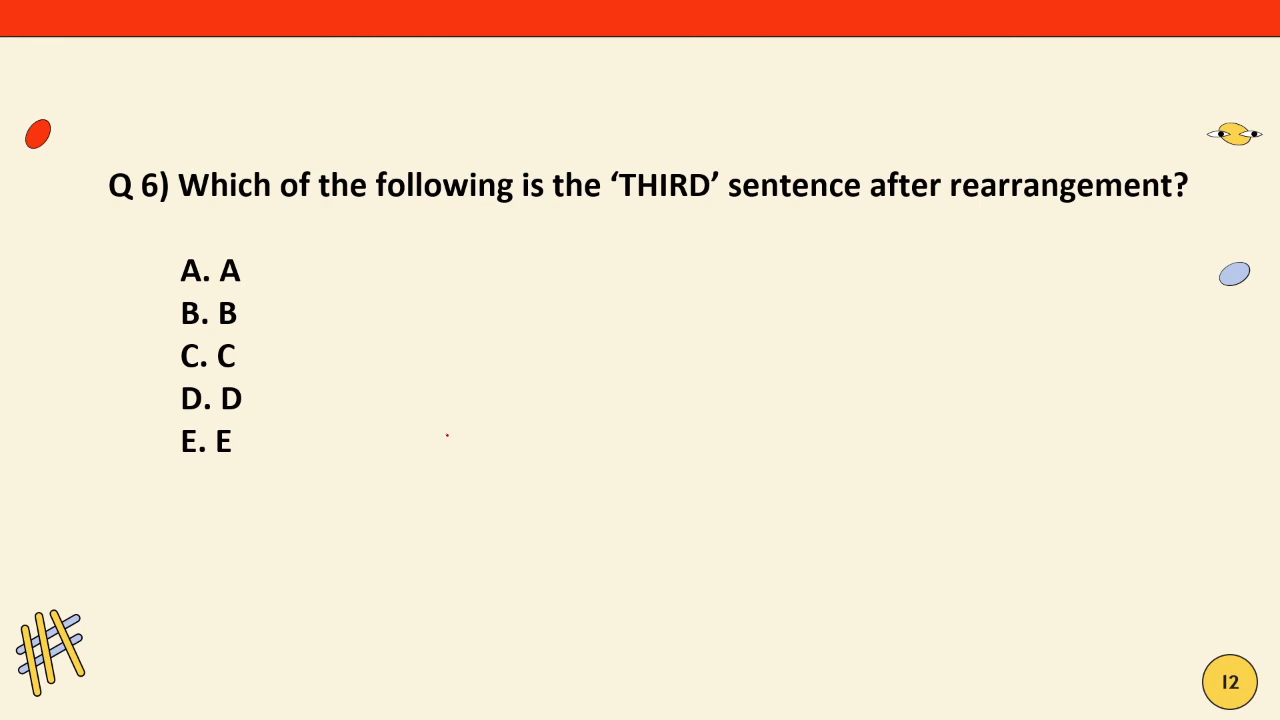 Q 6) Which of the following is the ‘THIRD’ sentence after rearrangement?
A. A
B. B
C. C
D. D
E. E
12